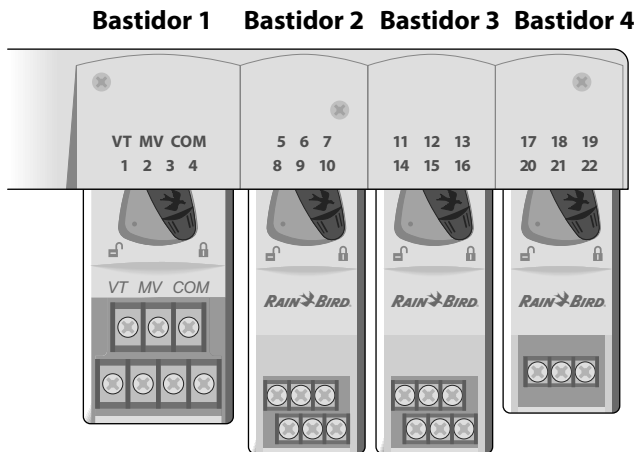 Bastidor 1 Bastidor 2 Bastidor 3 Bastidor 4
VT MV COM 5 6 7 11 12 13 17 18 19
1 2 3 4 8 9 10 14 15 16 20 21 22
VT MV COM
RAIN BIRD. RAIN BIRD. RAIN BIRD.